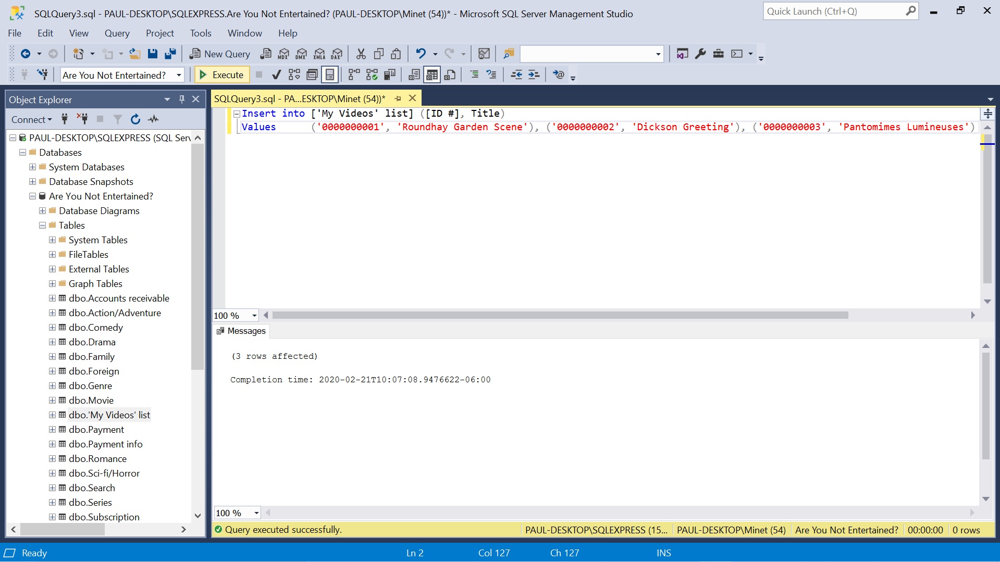 SQLQuery3.sql - PAUL-DESKTOP\SQLEXPRESS.Are You Not Entertained? (PAUL-DESKTOP\Minet (54))* - Microsoft SQL Server Management Studio
Quick Launch (Ctrl+Q)
File Edit View Query Project Tools Window Help
New Query MDX DMX XMLA DAX
Are You Not Entertained? Execute
Object Explorer
Connect
PAUL-DESKTOP\SQLEXPRESS (SQL Serv
Databases
System Databases
Database Snapshots
Are You Not Entertained?
Database Diagrams
Tables
System Tables
FileTables
External Tables
Graph Tables
dbo.Accounts receivable
dbo.Action/Adventure
dbo.Comedy
dbo.Drama
dbo.Family
dbo.Foreign
dbo.Genre
dbo.Movie
dbo.'My Videos' list
dbo.Payment
dbo.Payment info
dbo.Romance
dbo.Sci-fi/Horror
dbo.Search
dbo.Series
dbo.Subscription
SQLQuery3.sql - PA...ESKTOP\Minet (54))*
Insert into ['My Videos' list] ([ID #], Title)
Values ('0000000001', 'Roundhay Garden Scene'), ('0000000002', 'Dickson Greeting'), ('0000000003', 'Pantomimes Lumineuses')
100 %
Messages
(3 rows affected)
Completion time: 2020-02-21T10:07:08.9476622-06:00
100 %
Query executed successfully. PAUL-DESKTOP\SQLEXPRESS (15... PAUL-DESKTOP\Minet (54) Are You Not Entertained? 00:00:00 0 rows
Ready Ln 2 Col 127 Ch 127 INS